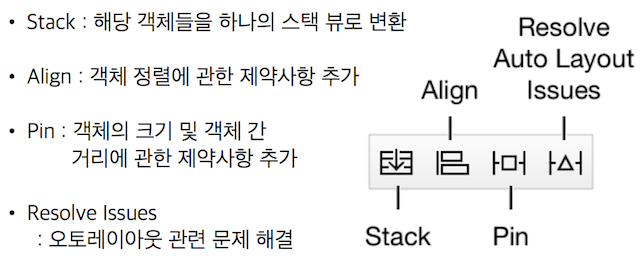 • Stack : 해당 객체들을 하나의 스택 뷰로 변환
• Align : 객체 정렬에 관한 제약사항 추가
• Pin : 객체의 크기 및 객체 간
거리에 관한 제약사항 추가
• Resolve Issues
: 오토레이아웃 관련 문제 해결
Resolve
Auto Layout
Issues
Align
Stack
Pin